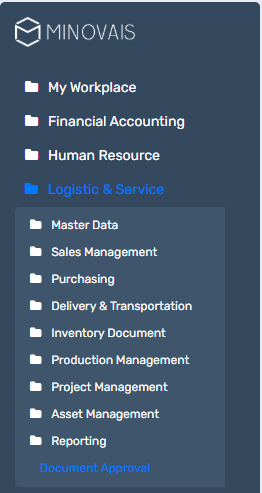 MINOVAIS
My Workplace
Financial Accounting
Human Resource
Logistic & Service
Master Data
Sales Management
Purchasing
Delivery & Transportation
Inventory Document
Production Management
Project Management
Asset Management
Reporting
Document Approval